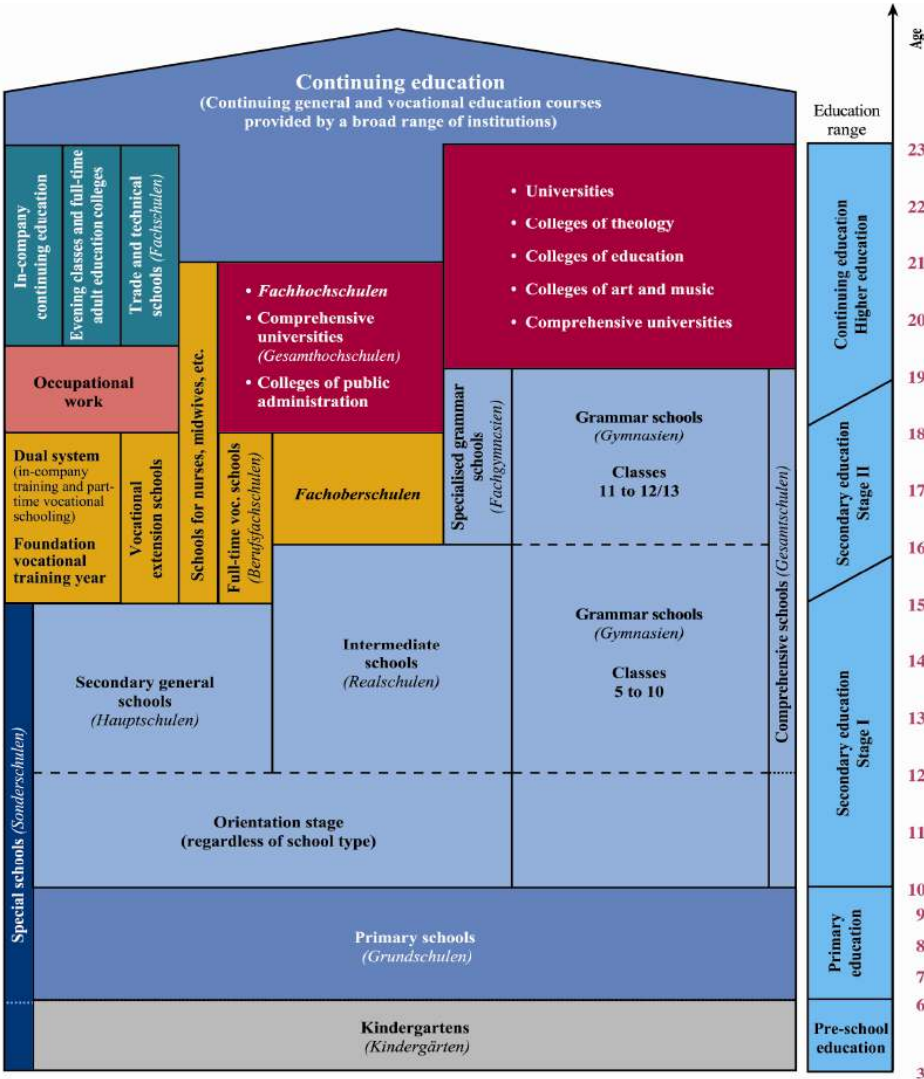 Continuing education
(Continuing general and vocational education courses
provided by a broad range of institutions)
Age
Education
range
In-company
continuing education
Evening classes and full-time
adult education colleges
Trade and technical
schools (Fachschulen)
• Universities
• Colleges of theology
• Colleges of education
• Colleges of art and music
• Comprehensive universities
• Fachhochschulen
• Comprehensive
universities
(Gesamthochschulen)
• Colleges of public
administration
Occupational
work
Schools for nurses, midwives, etc.
Dual system
(in-company
training and part-
time vocational
schooling)
Foundation
vocational
training year
Vocational
extension schools
Full-time voc. schools
(Berufsfachschulen)
Fachoberschulen
Specialised grammar
schools
(Fachgymnasien)
Grammar schools
(Gymnasien)
Classes
11 to 12/13
Comprehensive schools (Gesamtschulen)
Special schools (Sonderschulen)
Secondary general
schools
(Hauptschulen)
Intermediate
schools
(Realschulen)
Grammar schools
(Gymnasien)
Classes
5 to 10
Orientation stage
(regardless of school type)
Primary schools
(Grundschulen)
Kindergartens
(Kindergärten)
Continuing education
Higher education
Secondary education
Stage II
Secondary education
Stage I
Primary
education
Pre-school
education
23
22
21
20
19
18
17
16
15
14
13
12
11
10
9
8
7
6
3